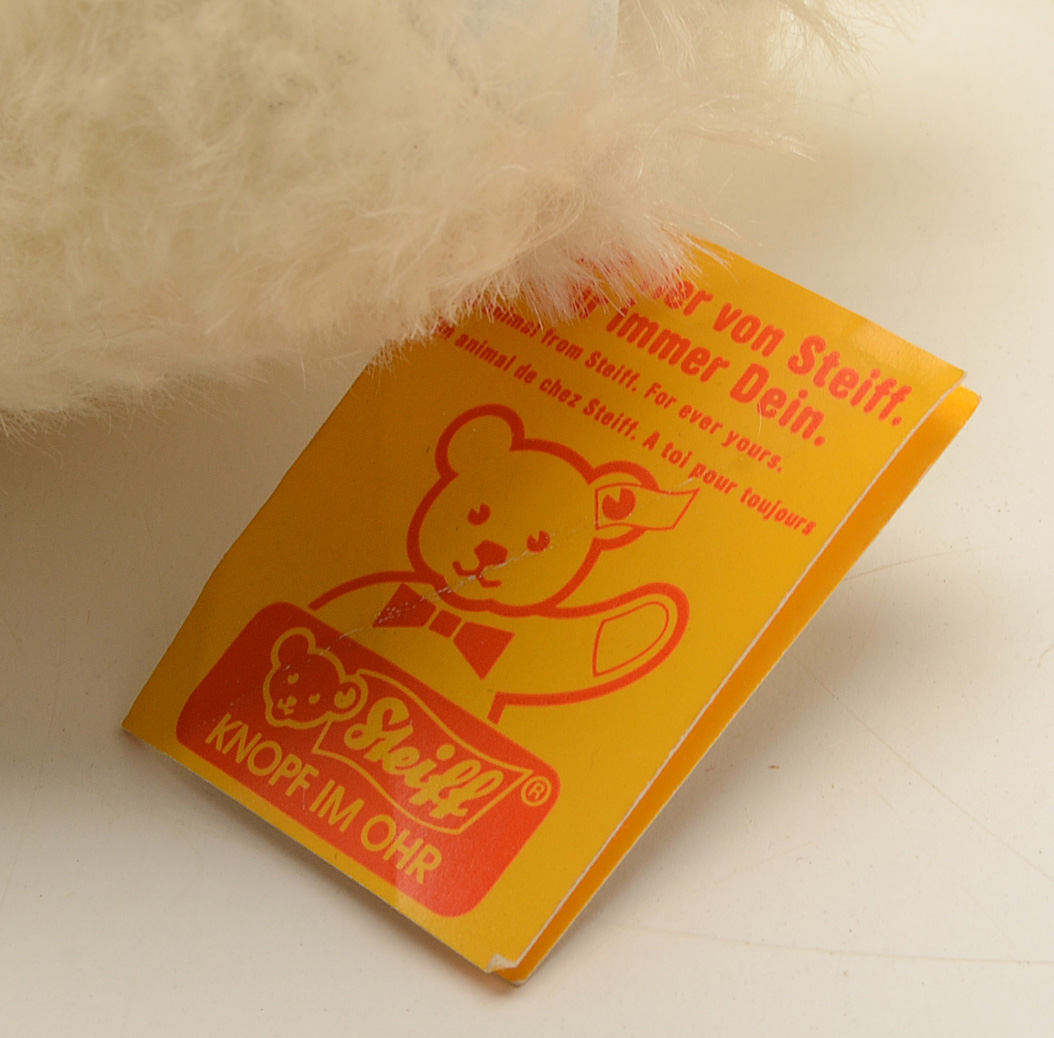 von Steiff.
immer Dein.
from Steiff. For ever yours.
animal de chez Steiff. A toi pour toujours
Steiff®
KNOPF IM OHR